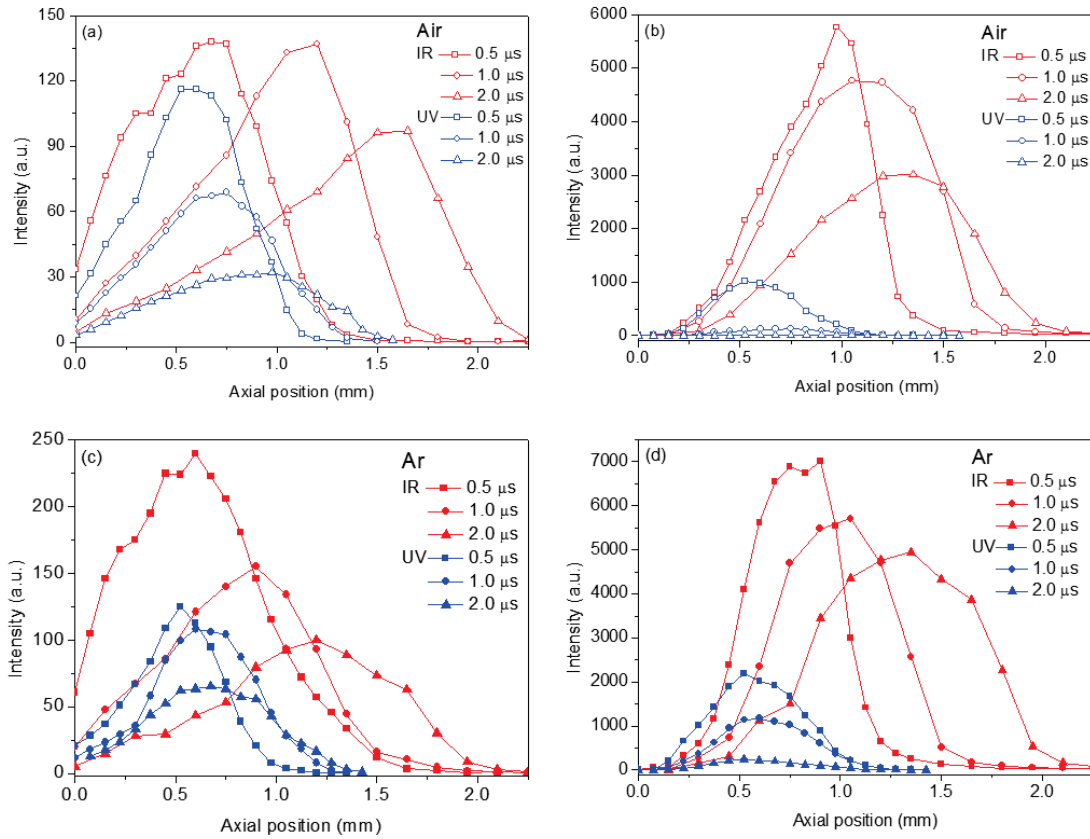 (a)
Air
IR 0.5 μs
1.0 μs
2.0 μs
UV 0.5 μs
1.0 μs
2.0 μs
Intensity (a.u.)
150
120
90
60
30
0
0.0 0.5 1.0 1.5 2.0
Axial position (mm)
(b)
Air
IR 0.5 μs
1.0 μs
2.0 μs
UV 0.5 μs
1.0 μs
2.0 μs
Intensity (a.u.)
6000
5000
4000
3000
2000
1000
0
0.0 0.5 1.0 1.5 2.0
Axial position (mm)
(c)
Ar
IR 0.5 μs
1.0 μs
2.0 μs
UV 0.5 μs
1.0 μs
2.0 μs
Intensity (a.u.)
250
200
150
100
50
0
0.0 0.5 1.0 1.5 2.0
Axial position (mm)
(d)
Ar
IR 0.5 μs
1.0 μs
2.0 μs
UV 0.5 μs
1.0 μs
2.0 μs
Intensity (a.u.)
7000
6000
5000
4000
3000
2000
1000
0
0.0 0.5 1.0 1.5 2.0
Axial position (mm)